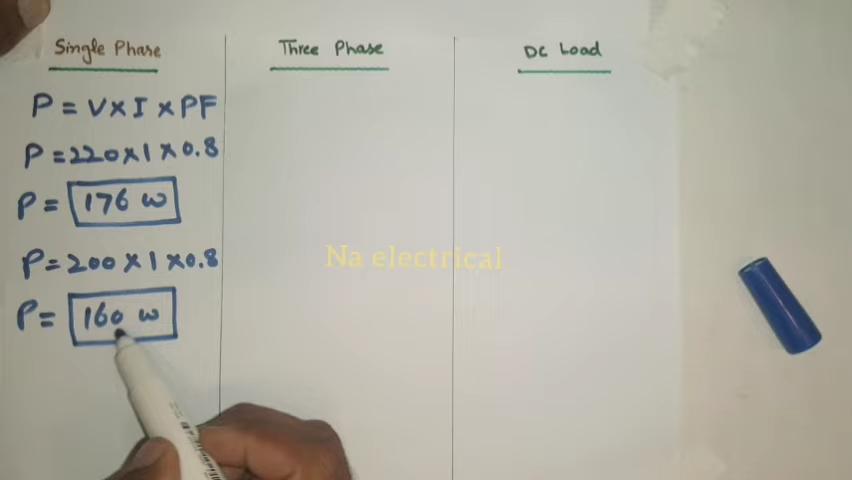 Single Phase
P = V × I × PF
P = 220 × 1 × 0.8
P = 176 W
P = 200 × 1 × 0.8
P = 160 W
Three Phase
DC Load
Na electrical